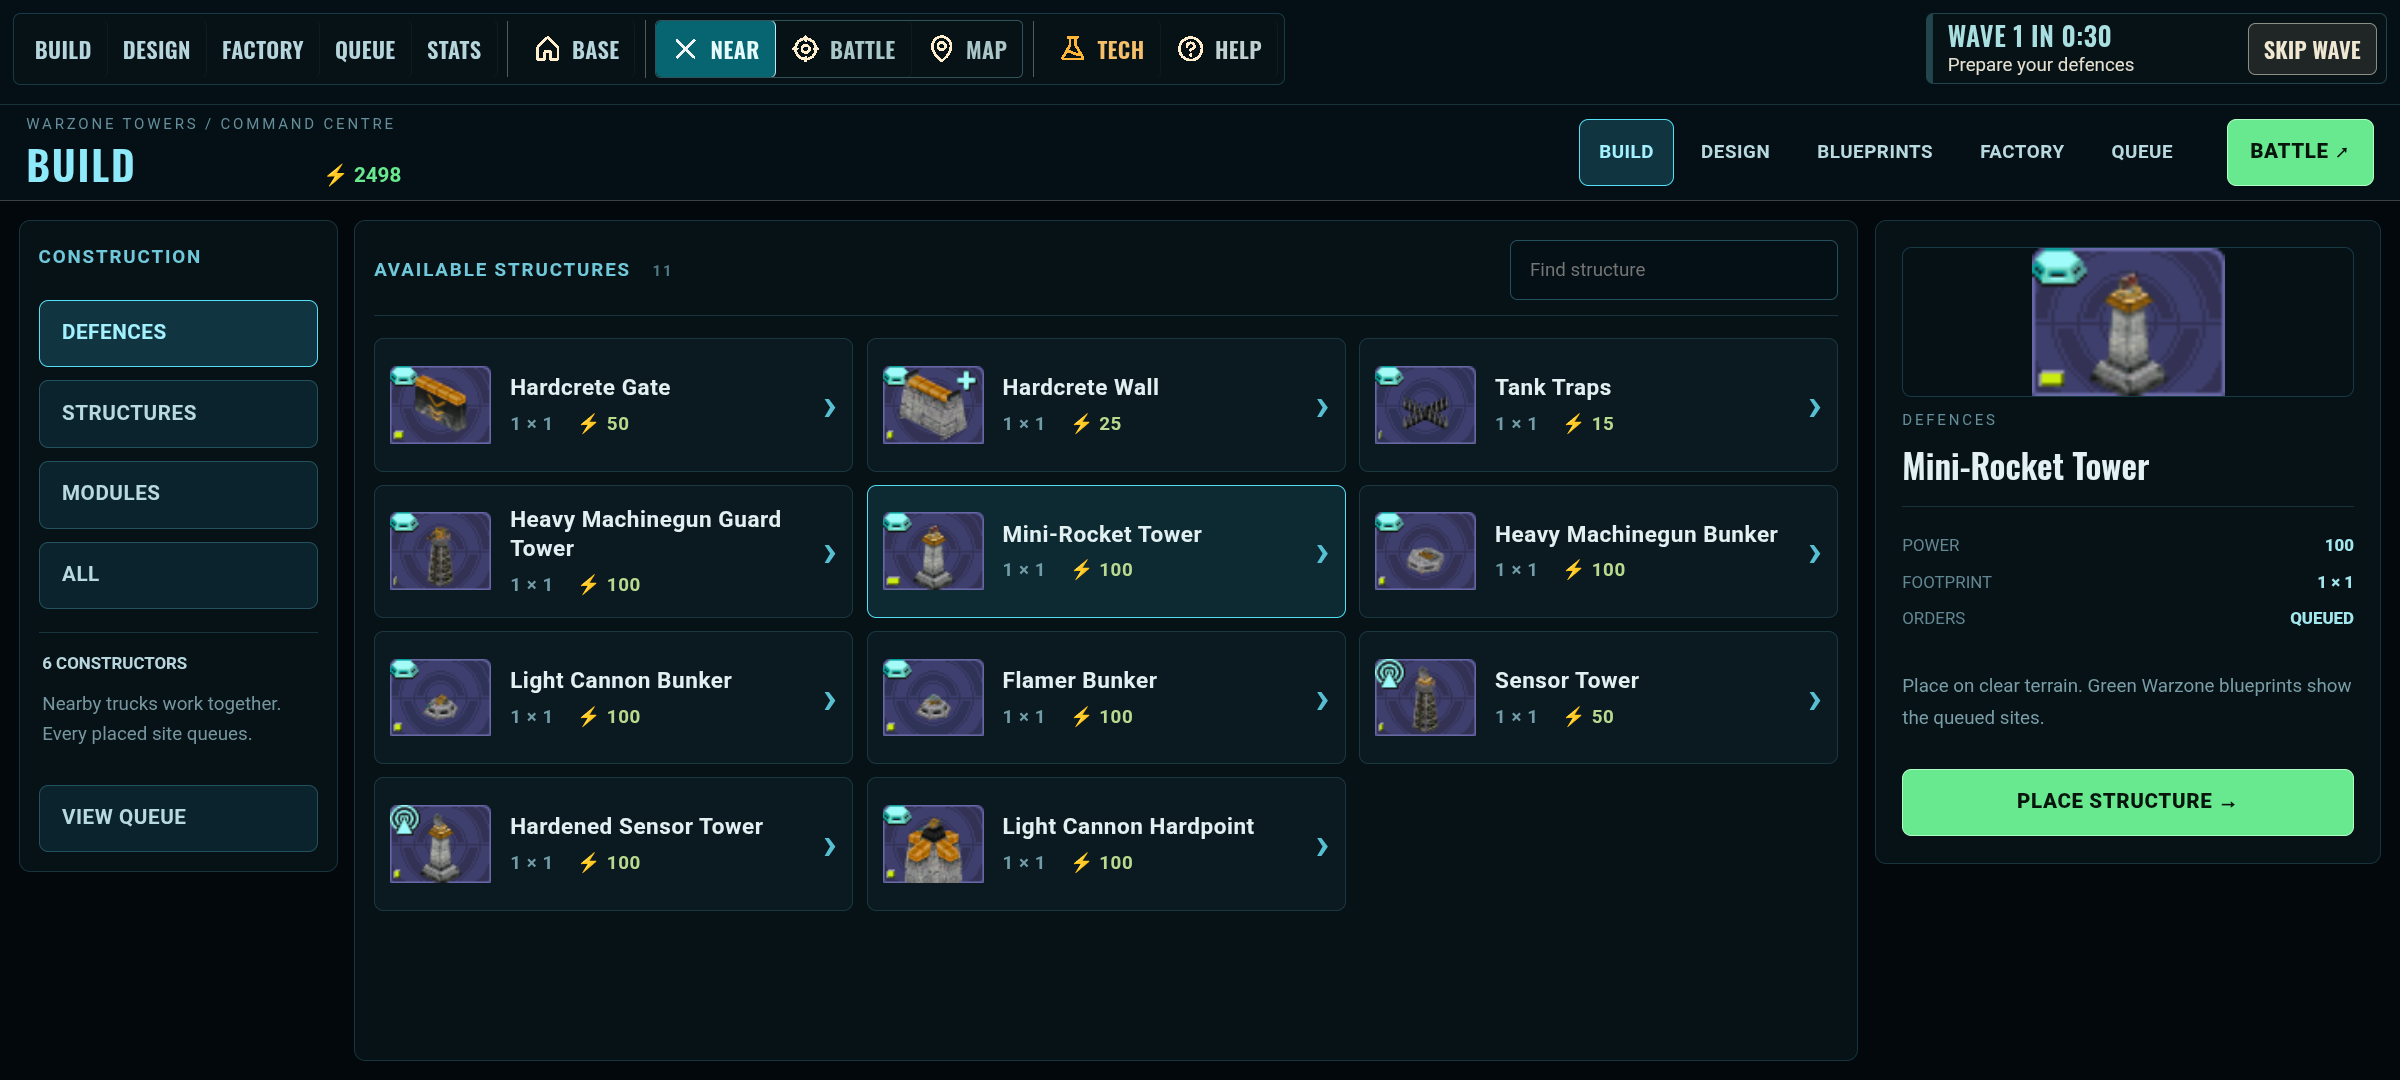 BUILD DESIGN FACTORY QUEUE STATS BASE NEAR BATTLE MAP TECH HELP
WAVE 1 IN 0:30
Prepare your defences
SKIP WAVE
WARZONE TOWERS / COMMAND CENTRE
BUILD
⚡ 2498
BUILD DESIGN BLUEPRINTS FACTORY QUEUE BATTLE ↗
CONSTRUCTION
DEFENCES
STRUCTURES
MODULES
ALL
6 CONSTRUCTORS
Nearby trucks work together.
Every placed site queues.
VIEW QUEUE
AVAILABLE STRUCTURES 11
Find structure
Hardcrete Gate
1 × 1 ⚡ 50
Hardcrete Wall
1 × 1 ⚡ 25
Tank Traps
1 × 1 ⚡ 15
Heavy Machinegun Guard
Tower
1 × 1 ⚡ 100
Mini-Rocket Tower
1 × 1 ⚡ 100
Heavy Machinegun Bunker
1 × 1 ⚡ 100
Light Cannon Bunker
1 × 1 ⚡ 100
Flamer Bunker
1 × 1 ⚡ 100
Sensor Tower
1 × 1 ⚡ 50
Hardened Sensor Tower
1 × 1 ⚡ 100
Light Cannon Hardpoint
1 × 1 ⚡ 100
DEFENCES
Mini-Rocket Tower
POWER 100
FOOTPRINT 1 × 1
ORDERS QUEUED
Place on clear terrain. Green Warzone blueprints show
the queued sites.
PLACE STRUCTURE →